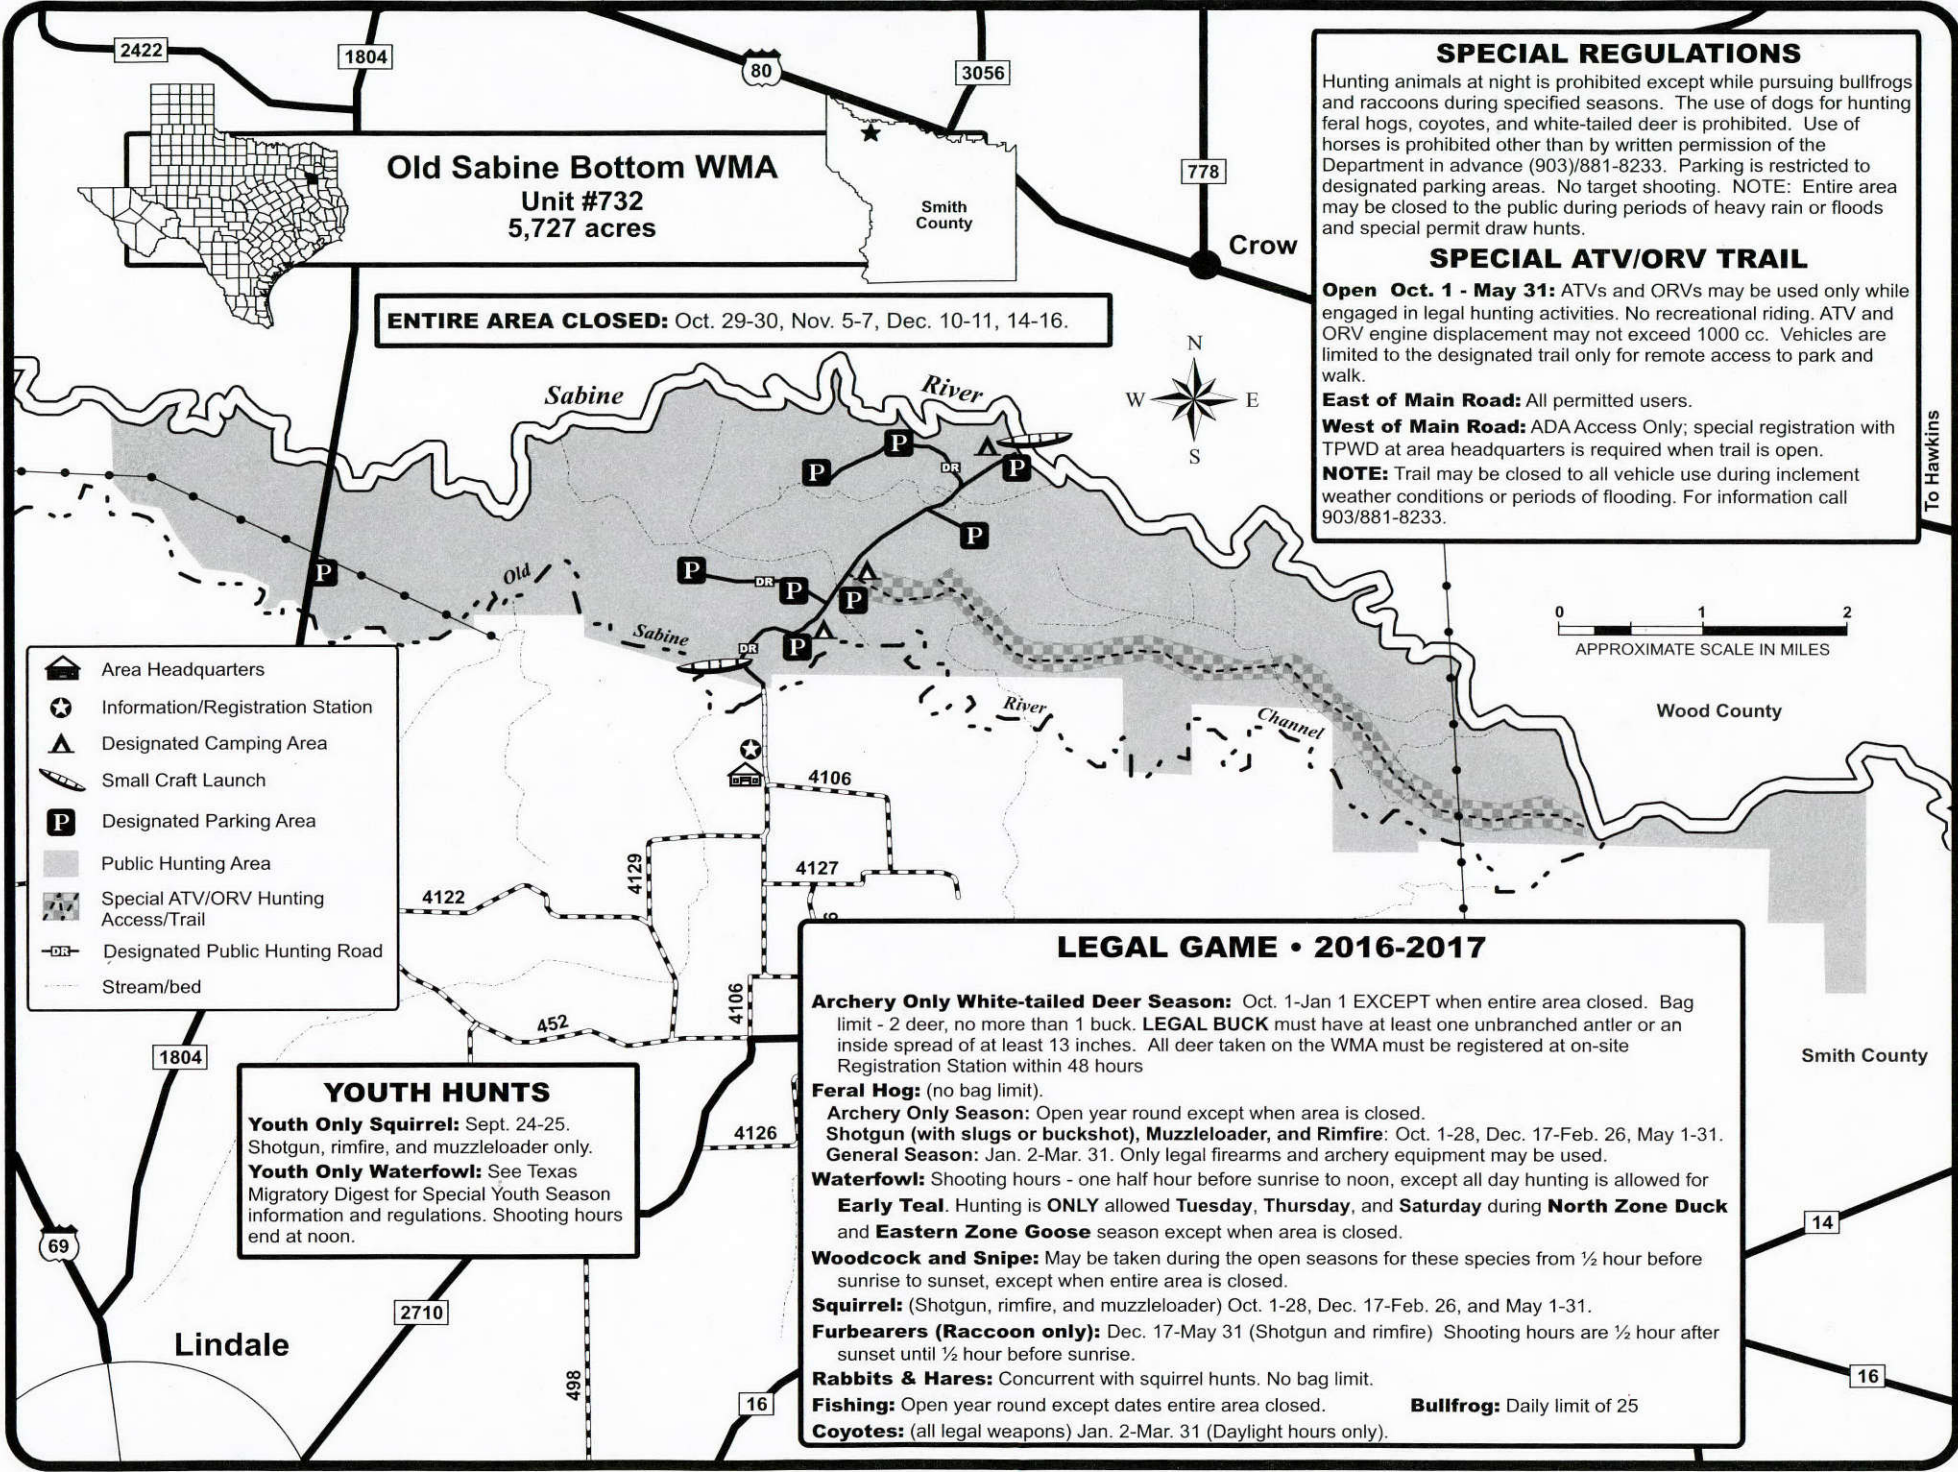 2422
1804
80
3056
778
Old Sabine Bottom WMA
Unit #732
5,727 acres
Smith
County
Crow
ENTIRE AREA CLOSED: Oct. 29-30, Nov. 5-7, Dec. 10-11, 14-16.
SPECIAL REGULATIONS
Hunting animals at night is prohibited except while pursuing bullfrogs
and raccoons during specified seasons. The use of dogs for hunting
feral hogs, coyotes, and white-tailed deer is prohibited. Use of
horses is prohibited other than by written permission of the
Department in advance (903)/881-8233. Parking is restricted to
designated parking areas. No target shooting. NOTE: Entire area
may be closed to the public during periods of heavy rain or floods
and special permit draw hunts.
SPECIAL ATV/ORV TRAIL
Open Oct. 1 - May 31: ATVs and ORVs may be used only while
engaged in legal hunting activities. No recreational riding. ATV and
ORV engine displacement may not exceed 1000 cc. Vehicles are
limited to the designated trail only for remote access to park and
walk.
East of Main Road: All permitted users.
West of Main Road: ADA Access Only; special registration with
TPWD at area headquarters is required when trail is open.
NOTE: Trail may be closed to all vehicle use during inclement
weather conditions or periods of flooding. For information call
903/881-8233.
To Hawkins
N
W E
S
Sabine
River
P
P
DR
P
P
P
P
DR
P
P
P
DR
Old
Sabine
River
Channel
0 1 2
APPROXIMATE SCALE IN MILES
Wood County
Smith County
Area Headquarters
Information/Registration Station
Designated Camping Area
Small Craft Launch
P Designated Parking Area
Public Hunting Area
Special ATV/ORV Hunting
Access/Trail
DR Designated Public Hunting Road
Stream/bed
4106
4129
4127
4122
452
4106
4126
1804
69
Lindale
2710
498
16
14
16
YOUTH HUNTS
Youth Only Squirrel: Sept. 24-25.
Shotgun, rimfire, and muzzleloader only.
Youth Only Waterfowl: See Texas
Migratory Digest for Special Youth Season
information and regulations. Shooting hours
end at noon.
LEGAL GAME • 2016-2017
Archery Only White-tailed Deer Season: Oct. 1-Jan 1 EXCEPT when entire area closed. Bag
limit - 2 deer, no more than 1 buck. LEGAL BUCK must have at least one unbranched antler or an
inside spread of at least 13 inches. All deer taken on the WMA must be registered at on-site
Registration Station within 48 hours
Feral Hog: (no bag limit).
Archery Only Season: Open year round except when area is closed.
Shotgun (with slugs or buckshot), Muzzleloader, and Rimfire: Oct. 1-28, Dec. 17-Feb. 26, May 1-31.
General Season: Jan. 2-Mar. 31. Only legal firearms and archery equipment may be used.
Waterfowl: Shooting hours - one half hour before sunrise to noon, except all day hunting is allowed for
Early Teal. Hunting is ONLY allowed Tuesday, Thursday, and Saturday during North Zone Duck
and Eastern Zone Goose season except when area is closed.
Woodcock and Snipe: May be taken during the open seasons for these species from ½ hour before
sunrise to sunset, except when entire area is closed.
Squirrel: (Shotgun, rimfire, and muzzleloader) Oct. 1-28, Dec. 17-Feb. 26, and May 1-31.
Furbearers (Raccoon only): Dec. 17-May 31 (Shotgun and rimfire) Shooting hours are ½ hour after
sunset until ½ hour before sunrise.
Rabbits & Hares: Concurrent with squirrel hunts. No bag limit.
Fishing: Open year round except dates entire area closed. Bullfrog: Daily limit of 25
Coyotes: (all legal weapons) Jan. 2-Mar. 31 (Daylight hours only).